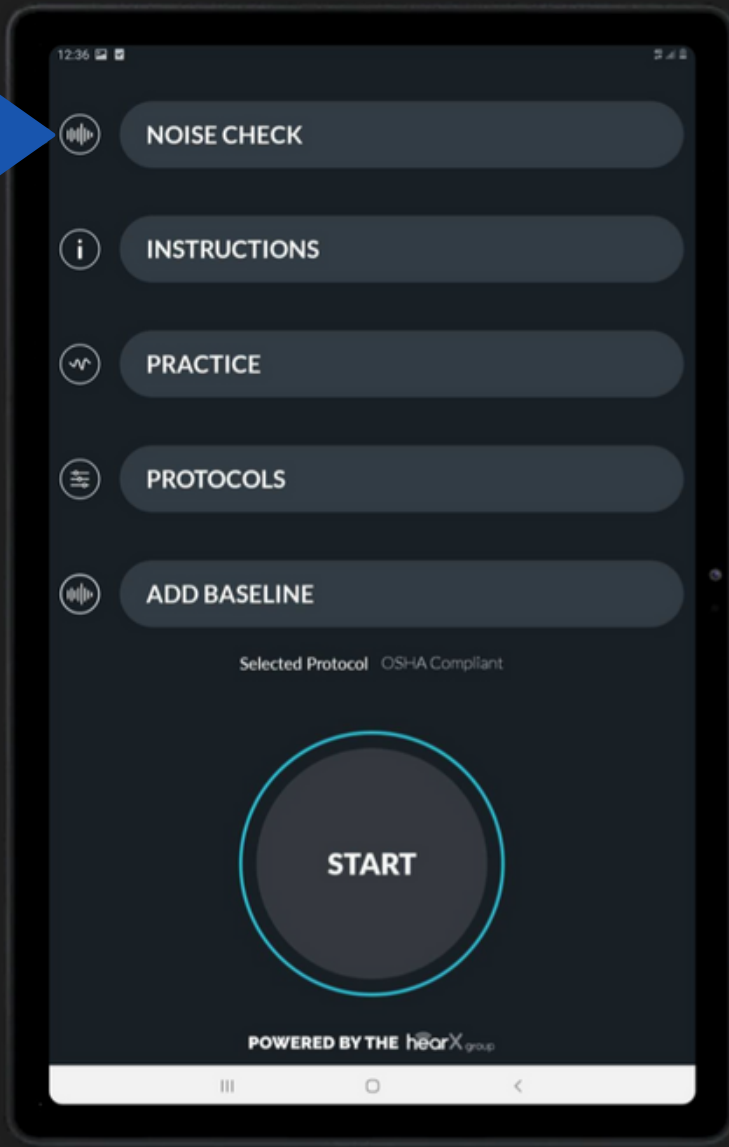 12:36
NOISE CHECK
i
INSTRUCTIONS
PRACTICE
PROTOCOLS
ADD BASELINE
Selected Protocol OSHA Compliant
START
POWERED BY THE hearX group